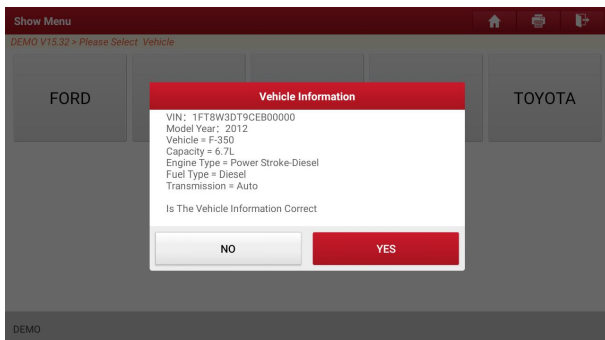 Show Menu
DEMO V15.32 > Please Select Vehicle
FORD
TOYOTA
Vehicle Information
VIN: 1FT8W3DT9CEB00000
Model Year: 2012
Vehicle = F-350
Capacity = 6.7L
Engine Type = Power Stroke-Diesel
Fuel Type = Diesel
Transmission = Auto
Is The Vehicle Information Correct
NO
YES
DEMO